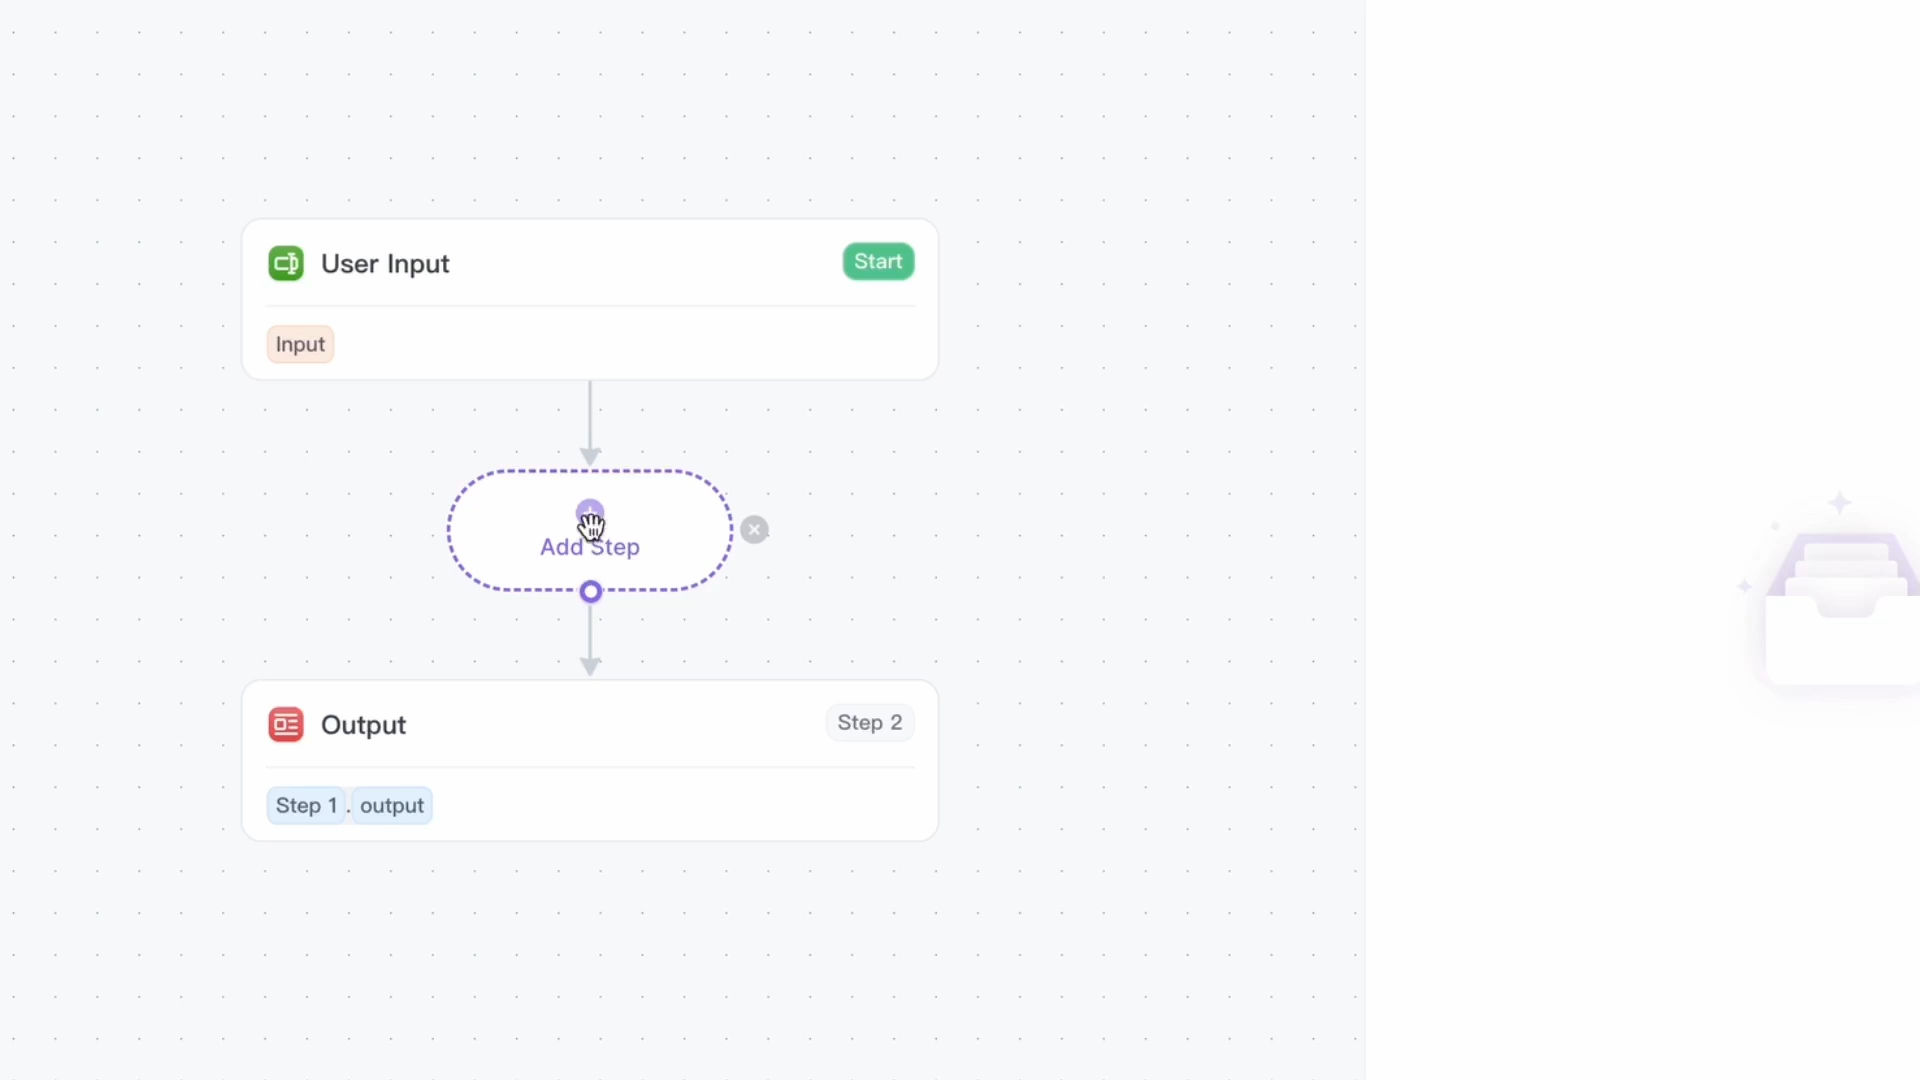 User Input
Start
Input
Add Step
Output
Step 2
Step 1 . output